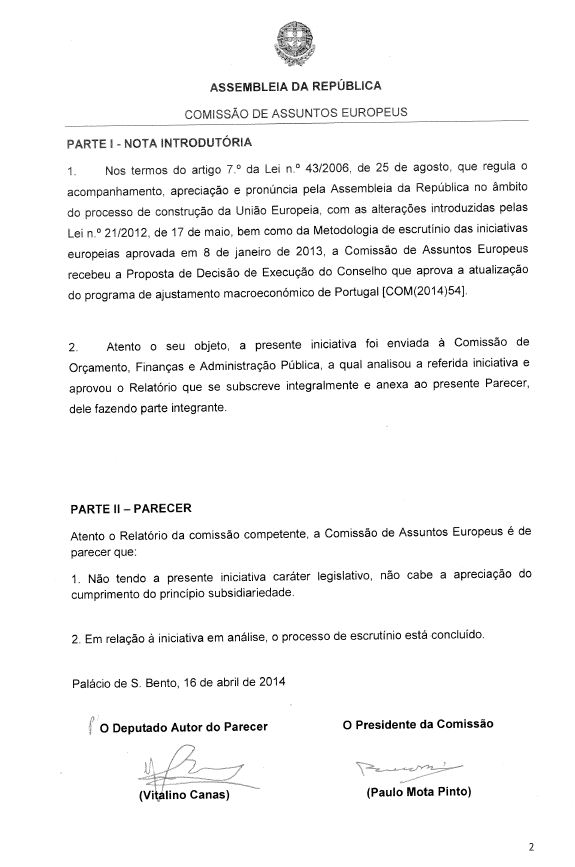 ASSEMBLEIA DA REPÚBLICA
COMISSÃO DE ASSUNTOS EUROPEUS
PARTE I - NOTA INTRODUTÓRIA
1. Nos termos do artigo 7.º da Lei n.º 43/2006, de 25 de agosto, que regula o
acompanhamento, apreciação e pronúncia pela Assembleia da República no âmbito
do processo de construção da União Europeia, com as alterações introduzidas pelas
Lei n.º 21/2012, de 17 de maio, bem como da Metodologia de escrutínio das iniciativas
europeias aprovada em 8 de janeiro de 2013, a Comissão de Assuntos Europeus
recebeu a Proposta de Decisão de Execução do Conselho que aprova a atualização
do programa de ajustamento macroeconómico de Portugal [COM(2014)54].
2. Atento o seu objeto, a presente iniciativa foi enviada à Comissão de
Orçamento, Finanças e Administração Pública, a qual analisou a referida iniciativa e
aprovou o Relatório que se subscreve integralmente e anexa ao presente Parecer,
dele fazendo parte integrante.
PARTE II – PARECER
Atento o Relatório da comissão competente, a Comissão de Assuntos Europeus é de
parecer que:
1. Não tendo a presente iniciativa caráter legislativo, não cabe a apreciação do
cumprimento do princípio subsidiariedade.
2. Em relação à iniciativa em análise, o processo de escrutínio está concluído.
Palácio de S. Bento, 16 de abril de 2014
O Deputado Autor do Parecer
O Presidente da Comissão
(Vitalino Canas)
(Paulo Mota Pinto)
2